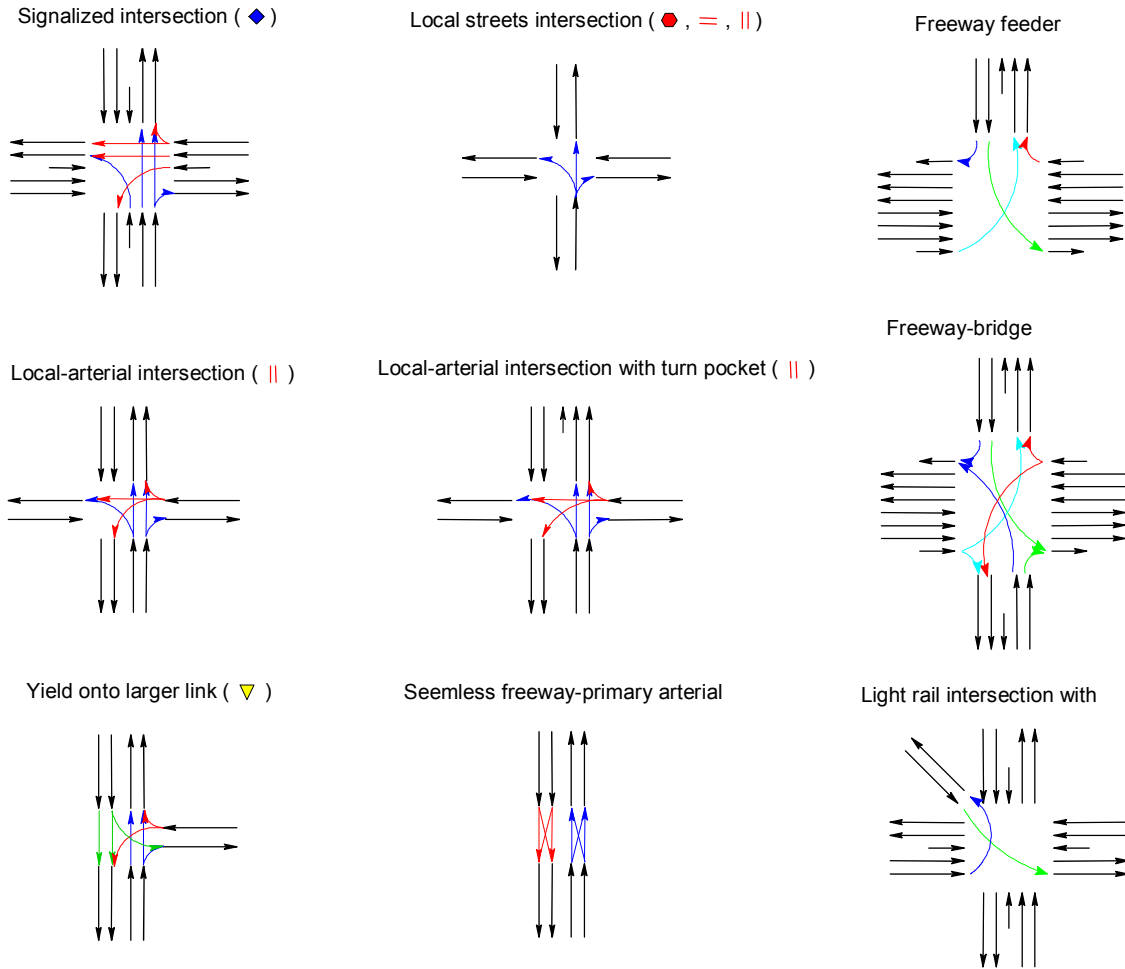 Signalized intersection ( ◆ )
Local streets intersection ( ⬢ , = , || )
Freeway feeder
Freeway-bridge
Local-arterial intersection ( || )
Local-arterial intersection with turn pocket ( || )
Yield onto larger link ( ▼ )
Seemless freeway-primary arterial
Light rail intersection with